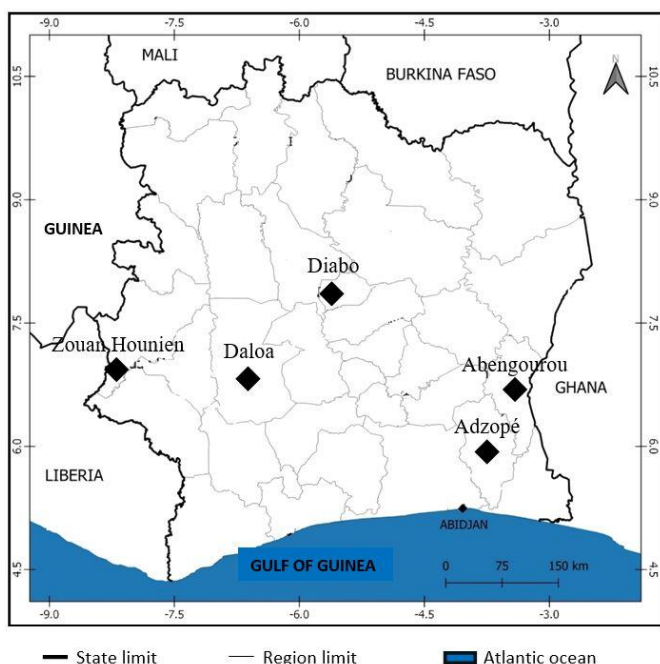 -9.0 -7.5 -6.0 -4.5 -3.0
MALI
BURKINA FASO
N
10.5 10.5
9.0 9.0
GUINEA
Diabo
7.5 7.5
Zouan Hounien
Daloa
Abengourou
GHANA
Adzopé
6.0 6.0
LIBERIA
ABIDJAN
GULF OF GUINEA
0 75 150 km
4.5 4.5
-9.0 -7.5 -6.0 -4.5 -3.0
State limit Region limit Atlantic ocean